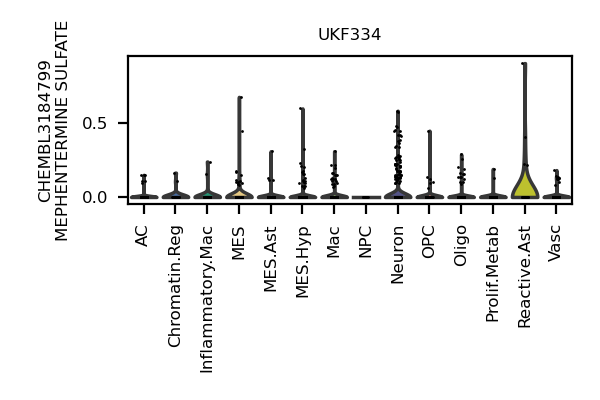 UKF334
CHEMBL3184799
MEPHENTERMINE SULFATE
0.5
0.0
AC
Chromatin.Reg
Inflammatory.Mac
MES
MES.Ast
MES.Hyp
Mac
NPC
Neuron
OPC
Oligo
Prolif.Metab
Reactive.Ast
Vasc